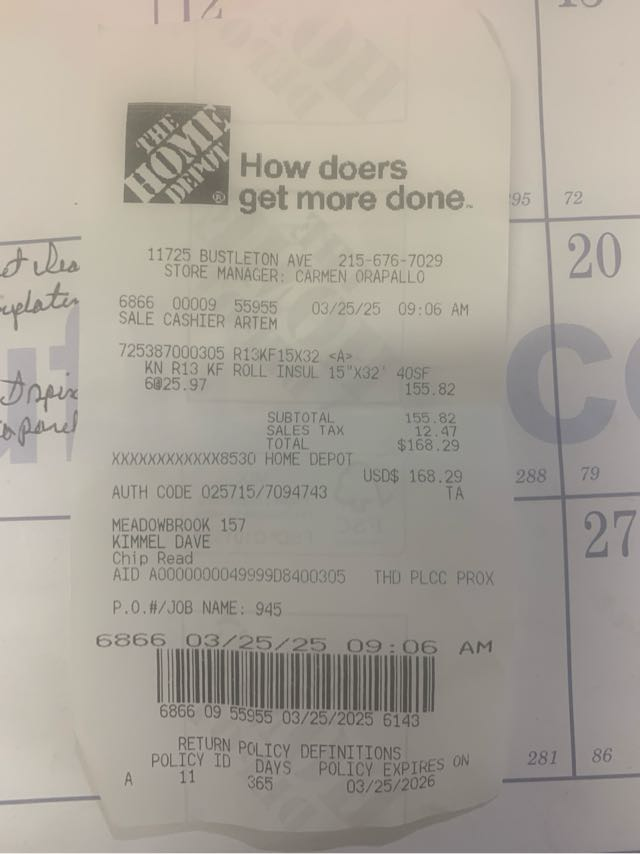 THE
HOME
DEPOT
®
How doers
get more done™
11725 BUSTLETON AVE 215-676-7029
STORE MANAGER: CARMEN ORAPALLO
6866 00009 55955 03/25/25 09:06 AM
SALE CASHIER ARTEM
725387000305 R13KF15X32 <A>
KN R13 KF ROLL INSUL 15"X32' 40SF
6@25.97 155.82
SUBTOTAL 155.82
SALES TAX 12.47
TOTAL $168.29
XXXXXXXXXXXX8530 HOME DEPOT
USD$ 168.29
AUTH CODE 025715/7094743 TA
MEADOWBROOK 157
KIMMEL DAVE
Chip Read
AID A0000000049999D8400305 THD PLCC PROX
P.O.#/JOB NAME: 945
6866 03/25/25 09:06 AM
6866 09 55955 03/25/2025 6143
RETURN POLICY DEFINITIONS
POLICY ID DAYS POLICY EXPIRES ON
A 11 365 03/25/2026
12
95 72
20
288 79
27
281 86